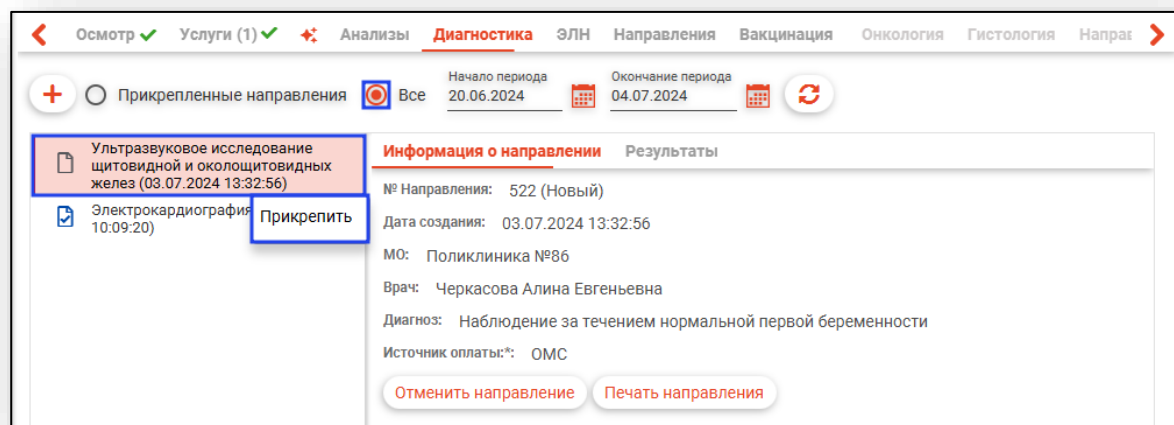 Осмотр Услуги (1) Анализы Диагностика ЭЛН Направления Вакцинация Онкология Гистология Направ
Прикрепленные направления Все Начало периода 20.06.2024 Окончание периода 04.07.2024
Ультразвуковое исследование
щитовидной и околощитовидных
желез (03.07.2024 13:32:56)
Электрокардиография
10:09:20)
Прикрепить
Информация о направлении Результаты
№ Направления: 522 (Новый)
Дата создания: 03.07.2024 13:32:56
МО: Поликлиника №86
Врач: Черкасова Алина Евгеньевна
Диагноз: Наблюдение за течением нормальной первой беременности
Источник оплаты:*: ОМС
Отменить направление Печать направления